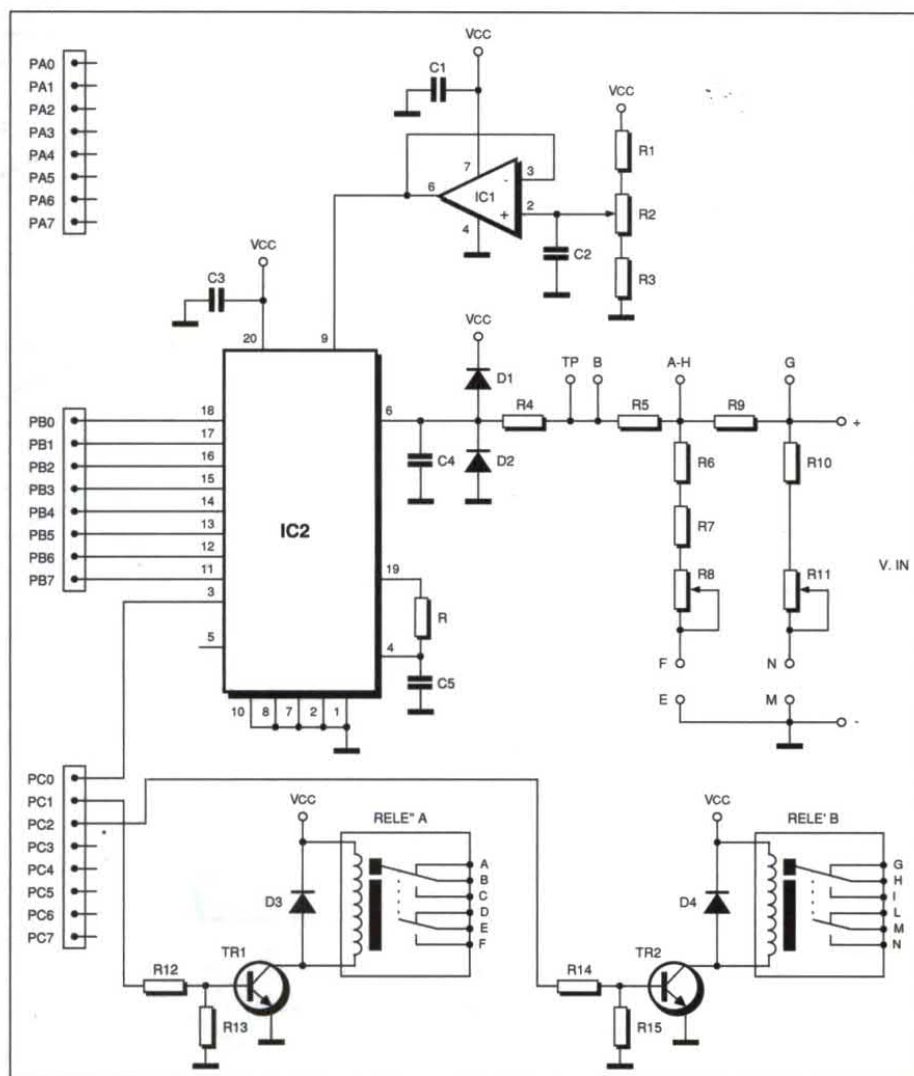 PA0
PA1
PA2
PA3
PA4
PA5
PA6
PA7
VCC
C1
7
3
-
6
IC1
2
+
4
C2
VCC
R1
R2
R3
VCC
C3
20
9
VCC
D1
TP
B
A-H
G
6
R4
R5
R9
+
C4
D2
R6
R10
R7
R8
R11
V. IN
F
N
E
M
-
PB0
PB1
PB2
PB3
PB4
PB5
PB6
PB7
18
17
16
15
14
13
12
11
3
5
IC2
19
R
4
C5
10
8
7
2
1
PC0
PC1
PC2
PC3
PC4
PC5
PC6
PC7
VCC
RELE" A
D3
A
B
C
D
E
F
TR1
R12
R13
VCC
RELE' B
D4
G
H
I
L
M
N
TR2
R14
R15